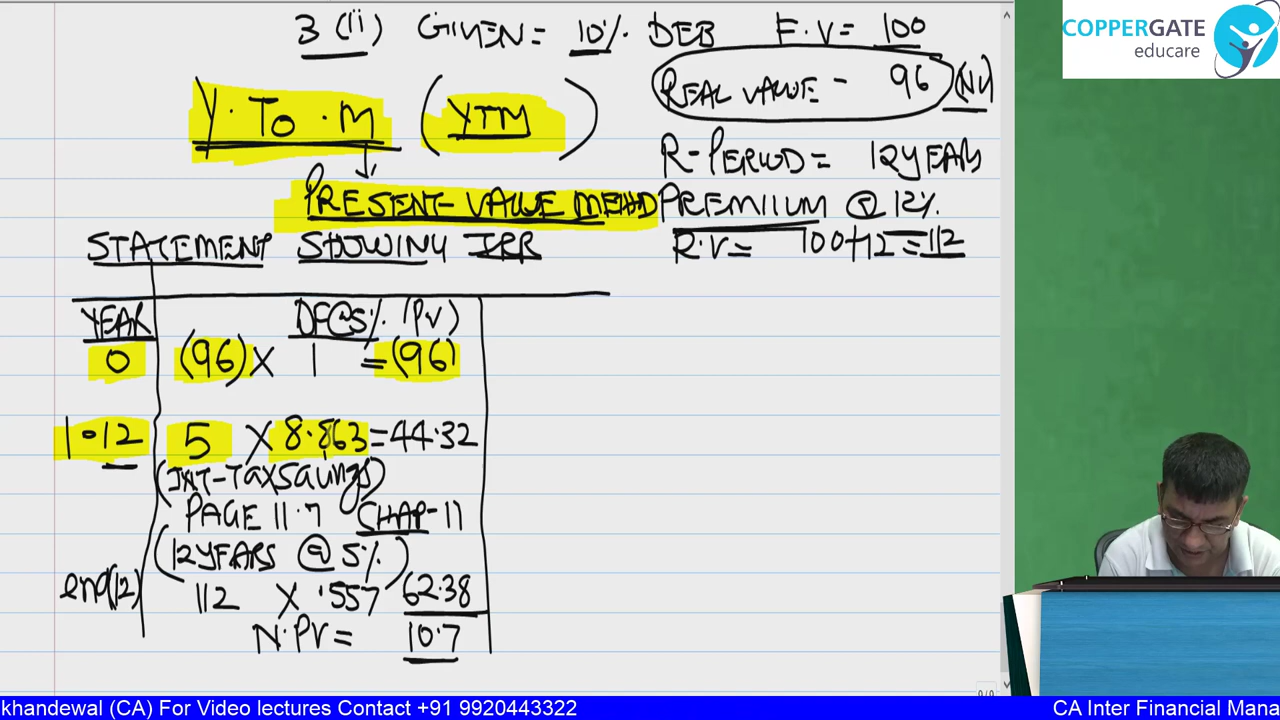 3 (ii) GIVEN = 10% DEB F.V = 100
REAL VALUE - 96 (NV)
Y. To. M (YTM)
R-PERIOD = 12 YEARS
PRESENT-VALUE METHOD
PREMIUM @ 12%
R.V = 100+12 = 112
STATEMENT SHOWING IRR
YEAR DF@5% (PV)
0 (96) X 1 = (96)
1-12 5 X 8.863 = 44.32
(INT-Tax savings)
PAGE 11.7 CHAP-11
(12 YEARS @ 5%)
end(12) 112 X .557 62.38
N.PV = 10.7
COPPERGATE
educare
khandewal (CA) For Video lectures Contact +91 9920443322
CA Inter Financial Mana